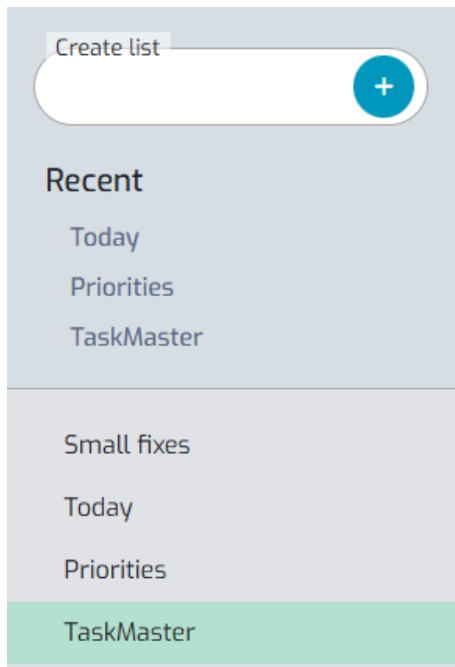 Create list
+
Recent
Today
Priorities
TaskMaster
Small fixes
Today
Priorities
TaskMaster